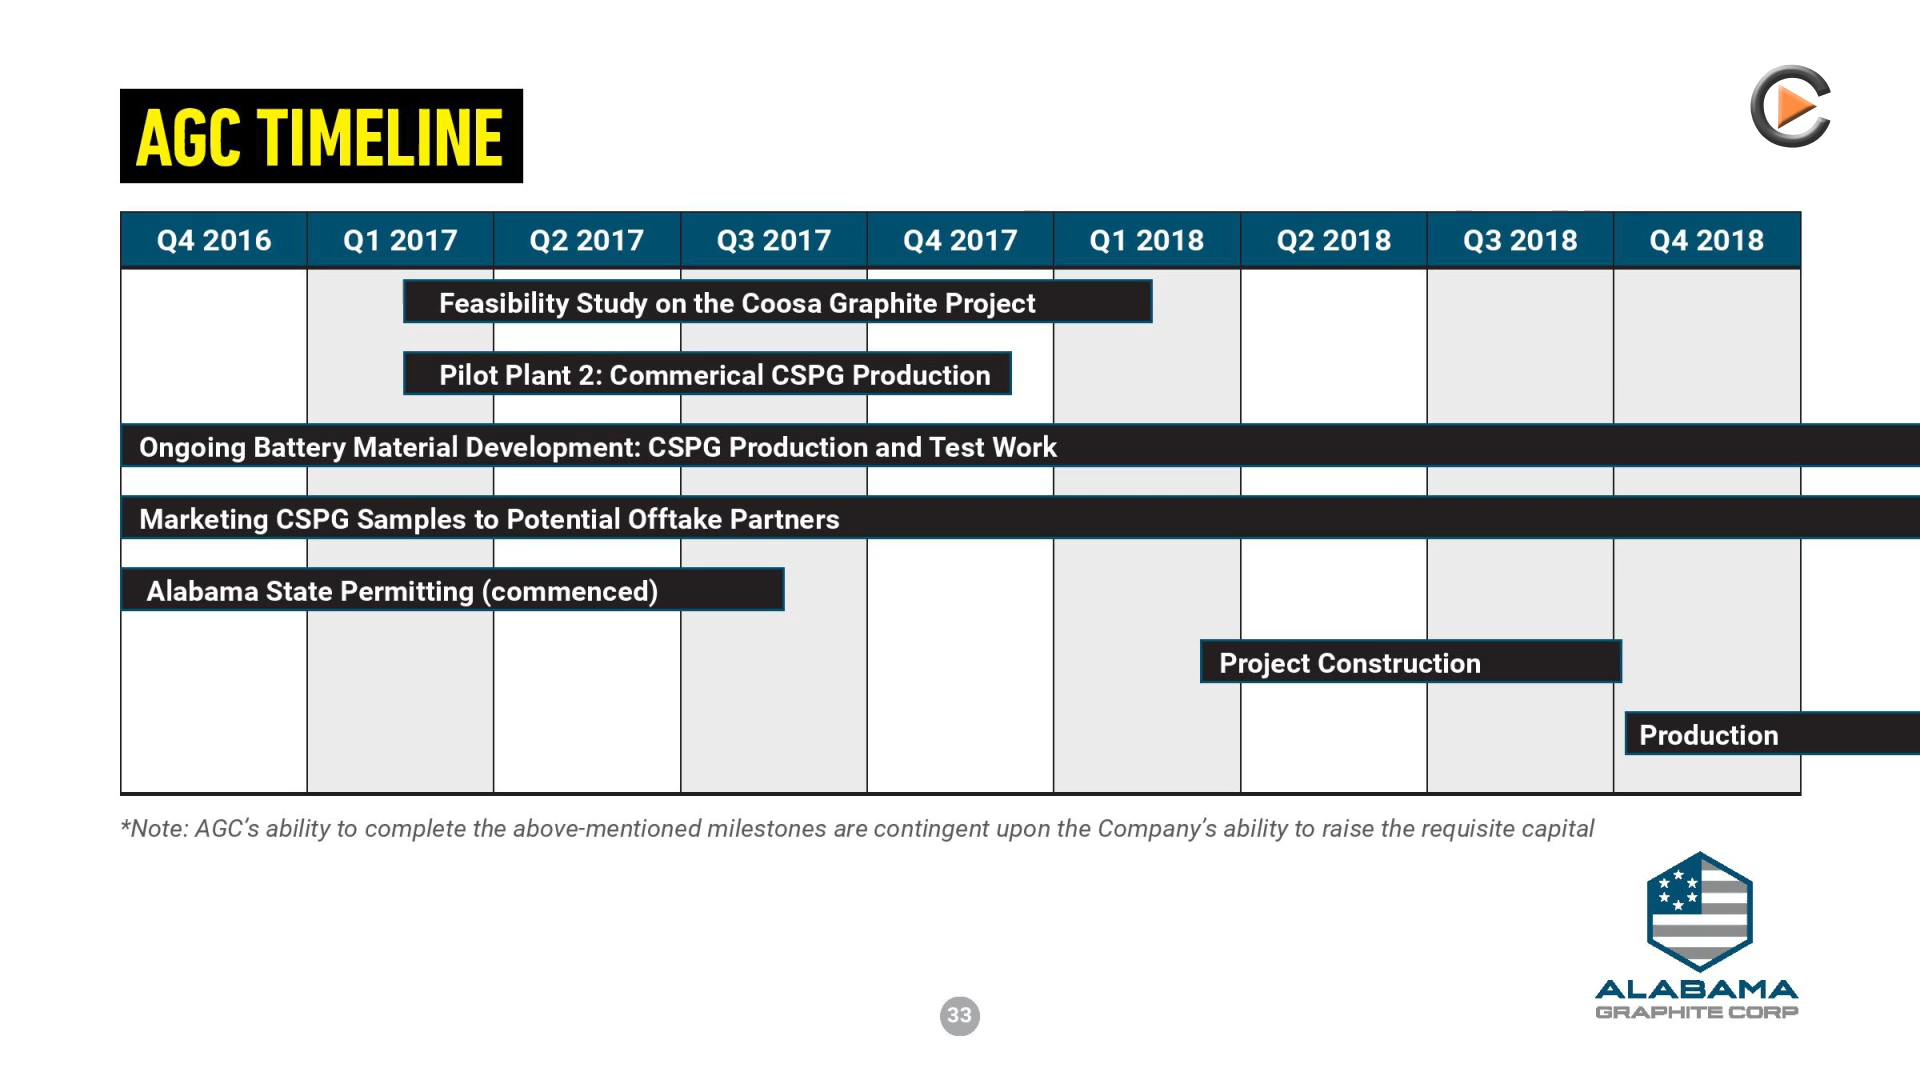 AGC TIMELINE
Q4 2016 Q1 2017 Q2 2017 Q3 2017 Q4 2017 Q1 2018 Q2 2018 Q3 2018 Q4 2018
Feasibility Study on the Coosa Graphite Project
Pilot Plant 2: Commerical CSPG Production
Ongoing Battery Material Development: CSPG Production and Test Work
Marketing CSPG Samples to Potential Offtake Partners
Alabama State Permitting (commenced)
Project Construction
Production
*Note: AGC’s ability to complete the above-mentioned milestones are contingent upon the Company’s ability to raise the requisite capital
ALABAMA
GRAPHITE CORP
33